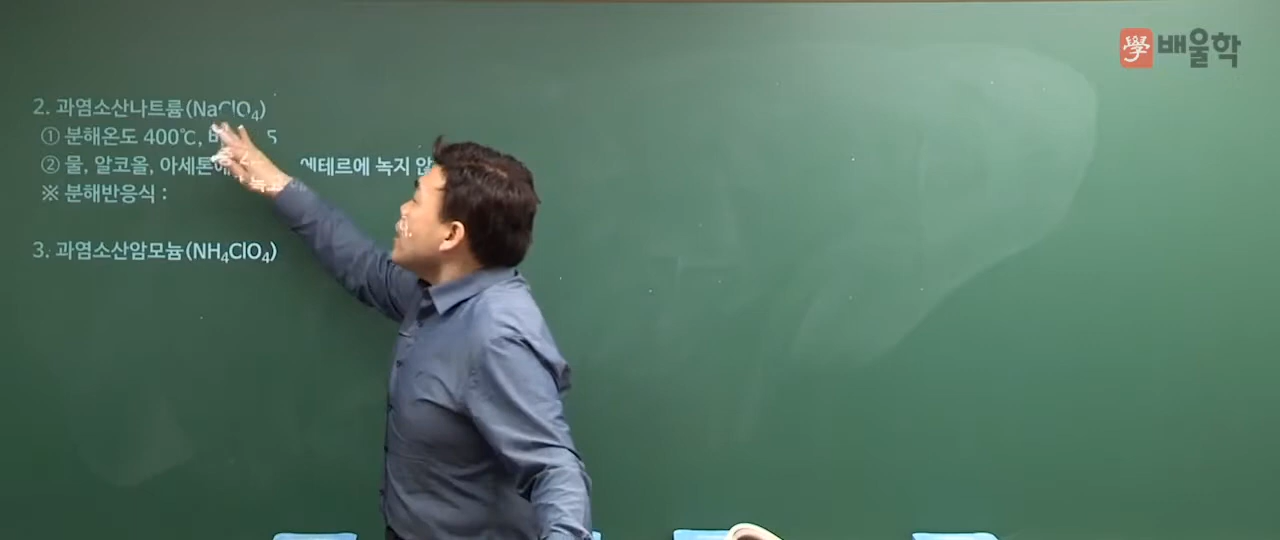 學 배울학
2. 과염소산나트륨(NaClO₄)
① 분해온도 400℃, 5
② 물, 알코올, 아세톤에 에테르에 녹지
※ 분해반응식 :
3. 과염소산암모늄(NH₄ClO₄)